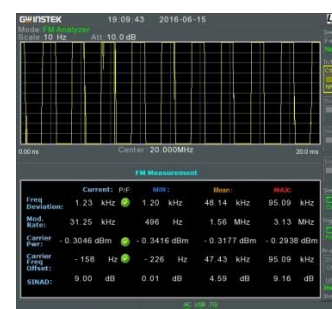 GWINSTEK 19:09:43 2016-06-15
Mode FM Analyzer
Scale 10 Hz Att 10.0 dB
0.00 ns Center 20.000MHz 20.0 ms
FM Measurement
Current: P/F: MIN: Mean: MAX:
Freq Deviation: 1.23 kHz 1.20 kHz 48.14 kHz 95.09 kHz
Mod. Rate: 31.25 kHz 496 Hz 1.56 MHz 3.13 MHz
Carrier Pwr: - 0.3046 dBm - 0.3416 dBm - 0.3177 dBm - 0.2938 dBm
Carrier Freq Offset: - 158 Hz - 226 Hz 47.43 kHz 95.09 kHz
SINAD: 9.00 dB 0.01 dB 4.59 dB 9.16 dB
AC USB TG